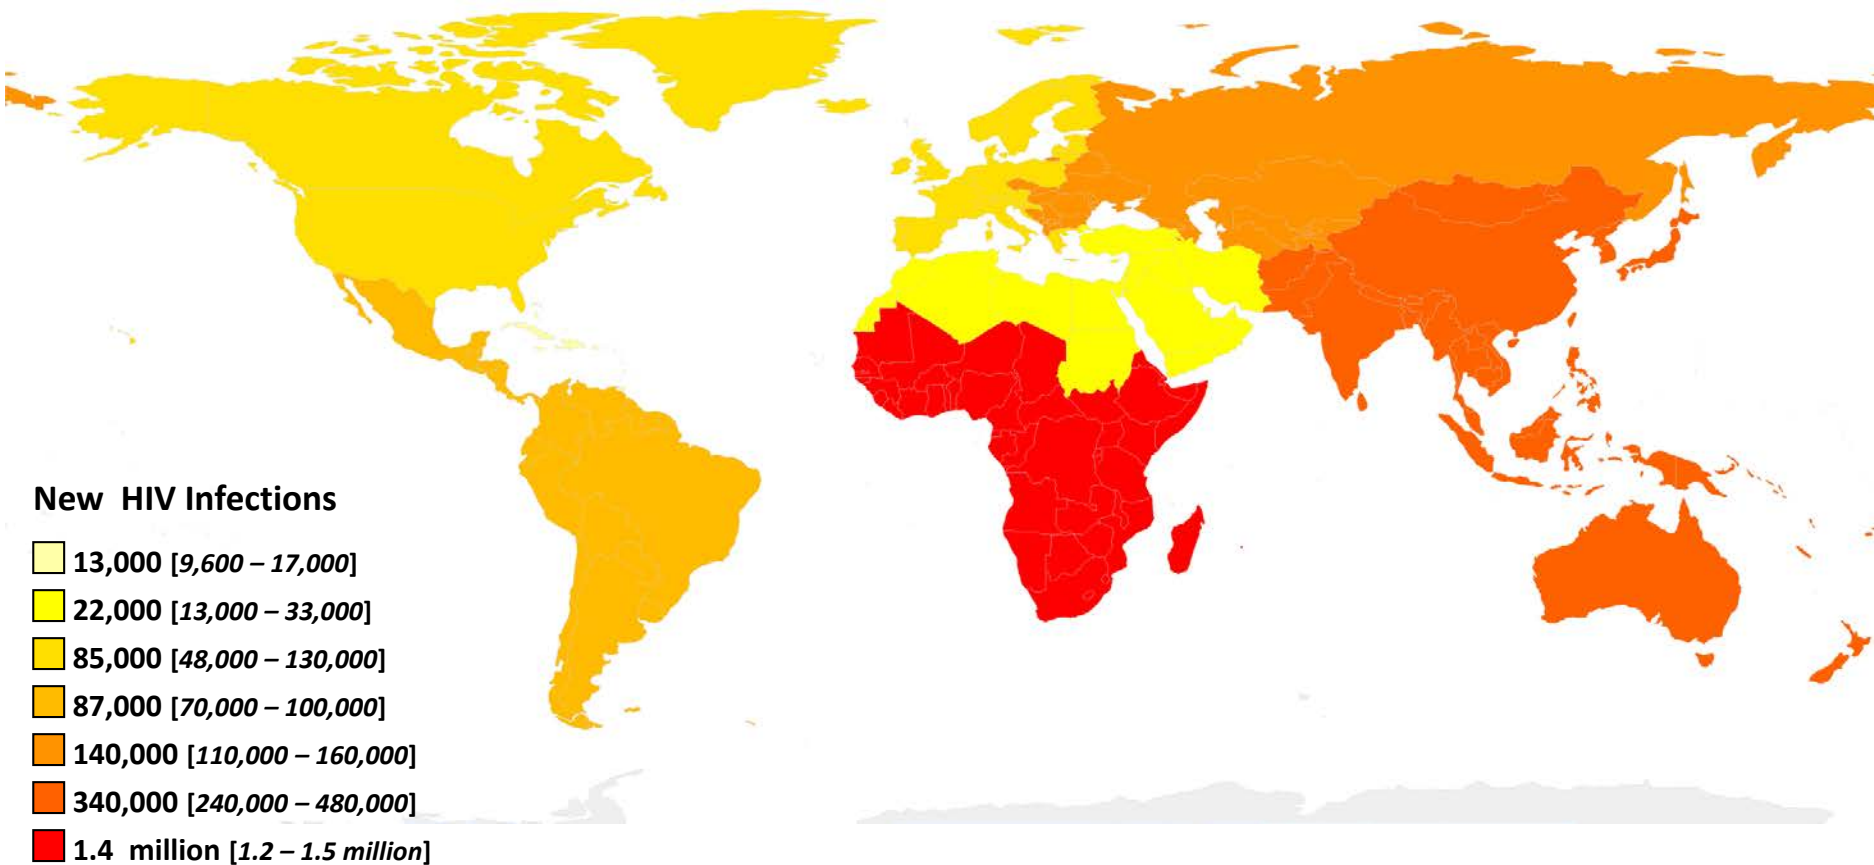 New HIV Infections
13,000 [9,600 – 17,000]
22,000 [13,000 – 33,000]
85,000 [48,000 – 130,000]
87,000 [70,000 – 100,000]
140,000 [110,000 – 160,000]
340,000 [240,000 – 480,000]
1.4 million [1.2 – 1.5 million]